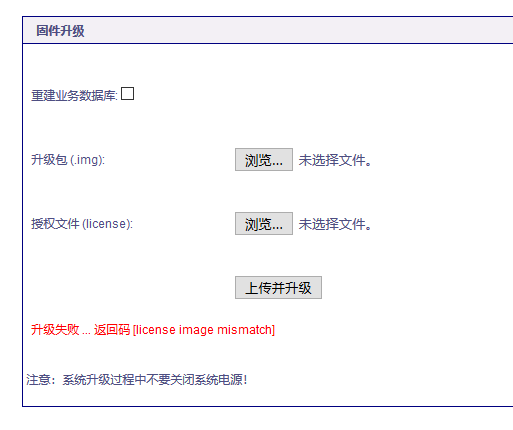 固件升级
重建业务数据库:
升级包 (.img): 浏览... 未选择文件。
授权文件 (license): 浏览... 未选择文件。
上传并升级
升级失败 ... 返回码 [license image mismatch]
注意：系统升级过程中不要关闭系统电源！